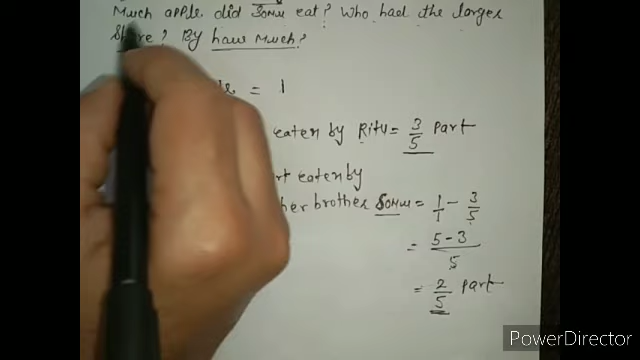 Much apple did Sonu eat? Who had the larger
Share? By how Much?
= 1
eaten by Ritu = 3/5 Part
rt eaten by
her brother Sonu = 1/1 - 3/5
= 5-3/5
= 2/5 Part
PowerDirector